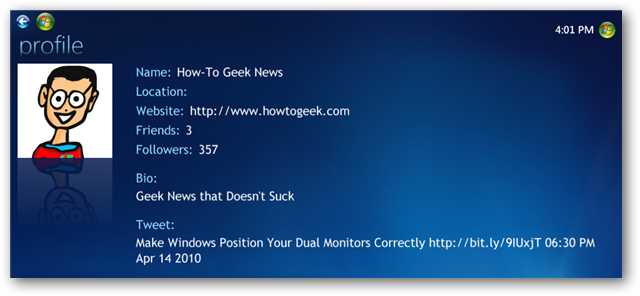 4:01 PM
profile
Name: How-To Geek News
Location:
Website: http://www.howtogeek.com
Friends: 3
Followers: 357
Bio:
Geek News that Doesn't Suck
Tweet:
Make Windows Position Your Dual Monitors Correctly http://bit.ly/9IUxjT 06:30 PM
Apr 14 2010